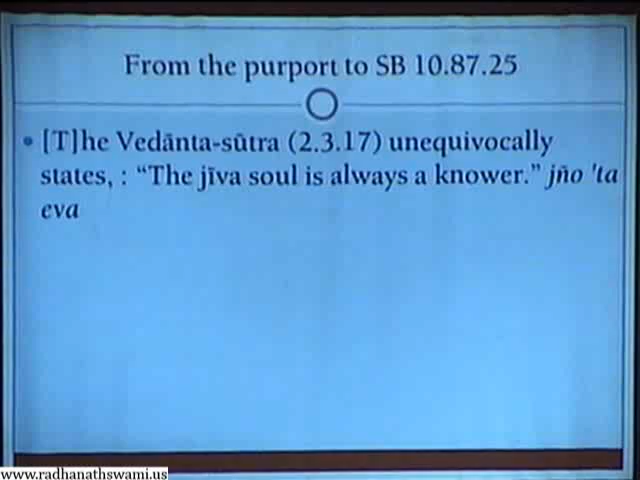 From the purport to SB 10.87.25
• [T]he Vedānta-sūtra (2.3.17) unequivocally
states, : “The jīva soul is always a knower.” jño 'ta
eva
www.radhanathswami.us